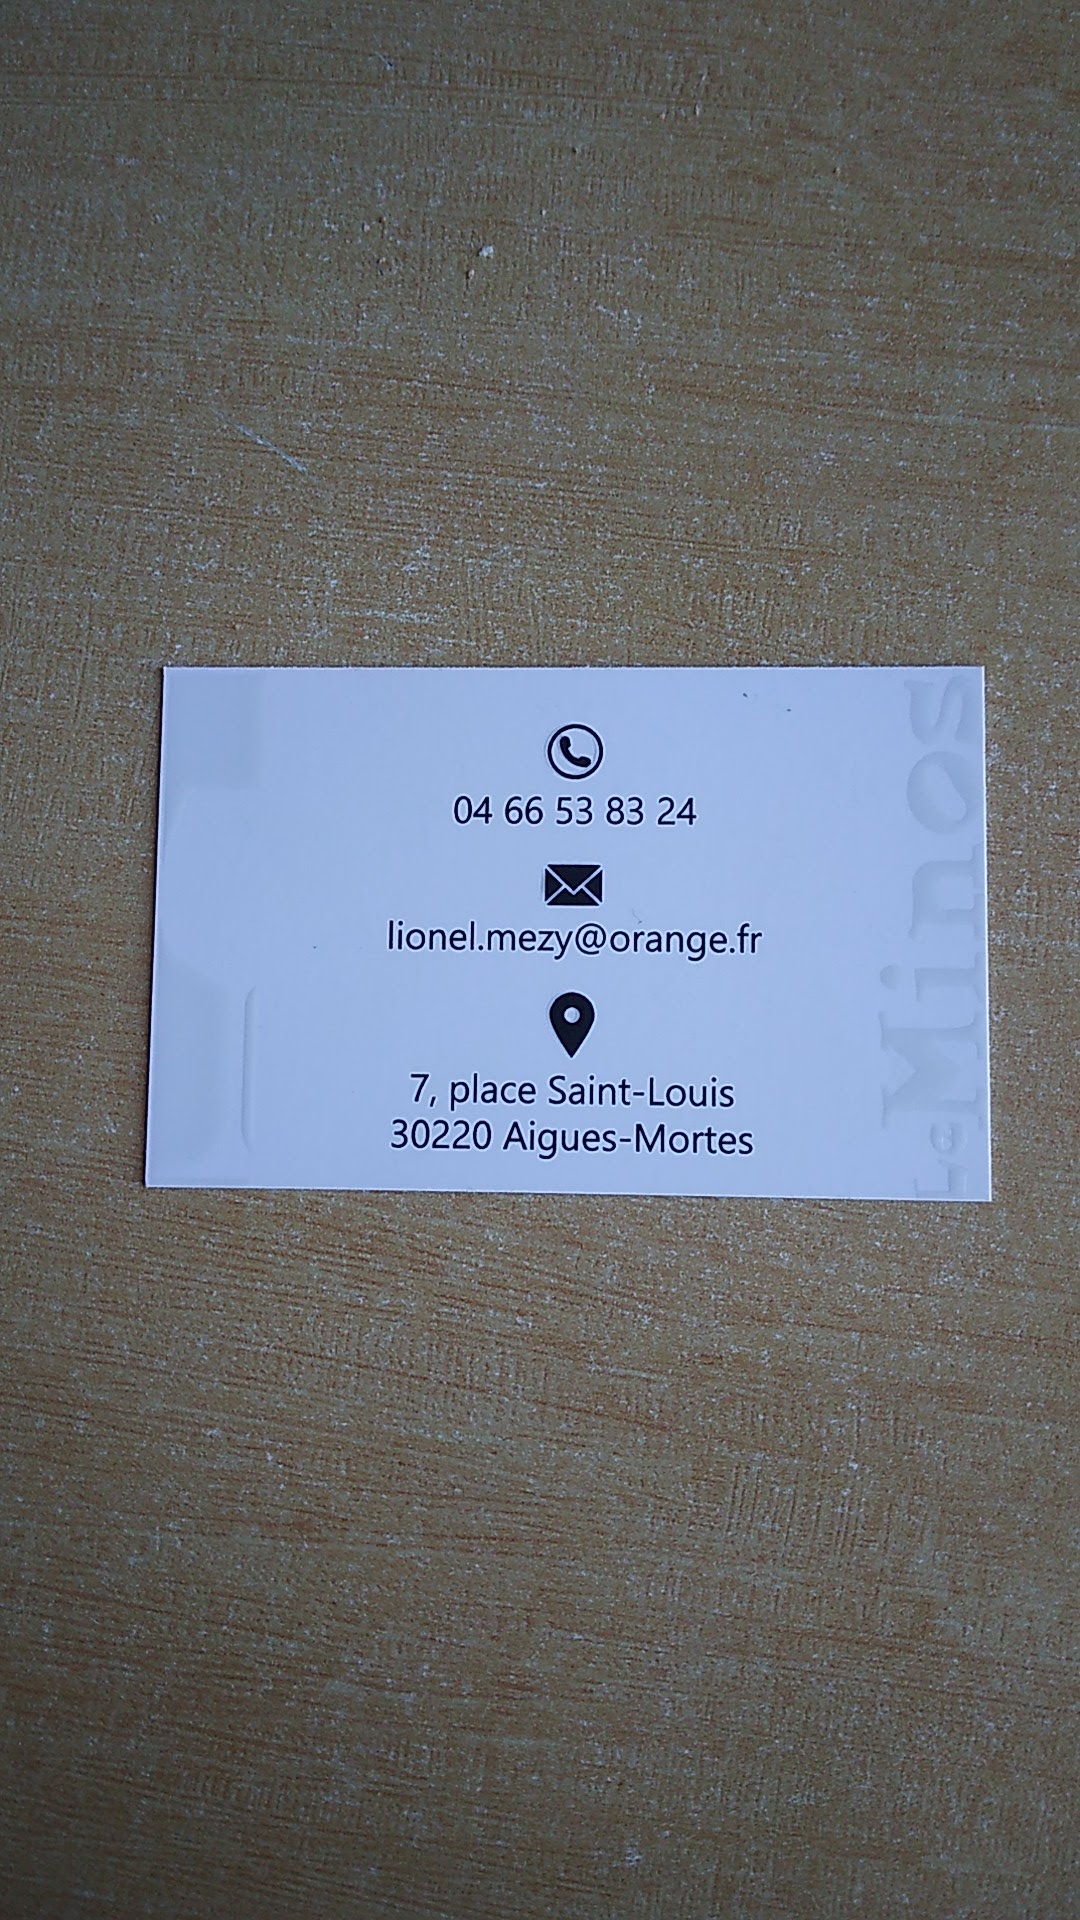 04 66 53 83 24
lionel.mezy@orange.fr
7, place Saint-Louis
30220 Aigues-Mortes
Le Minos